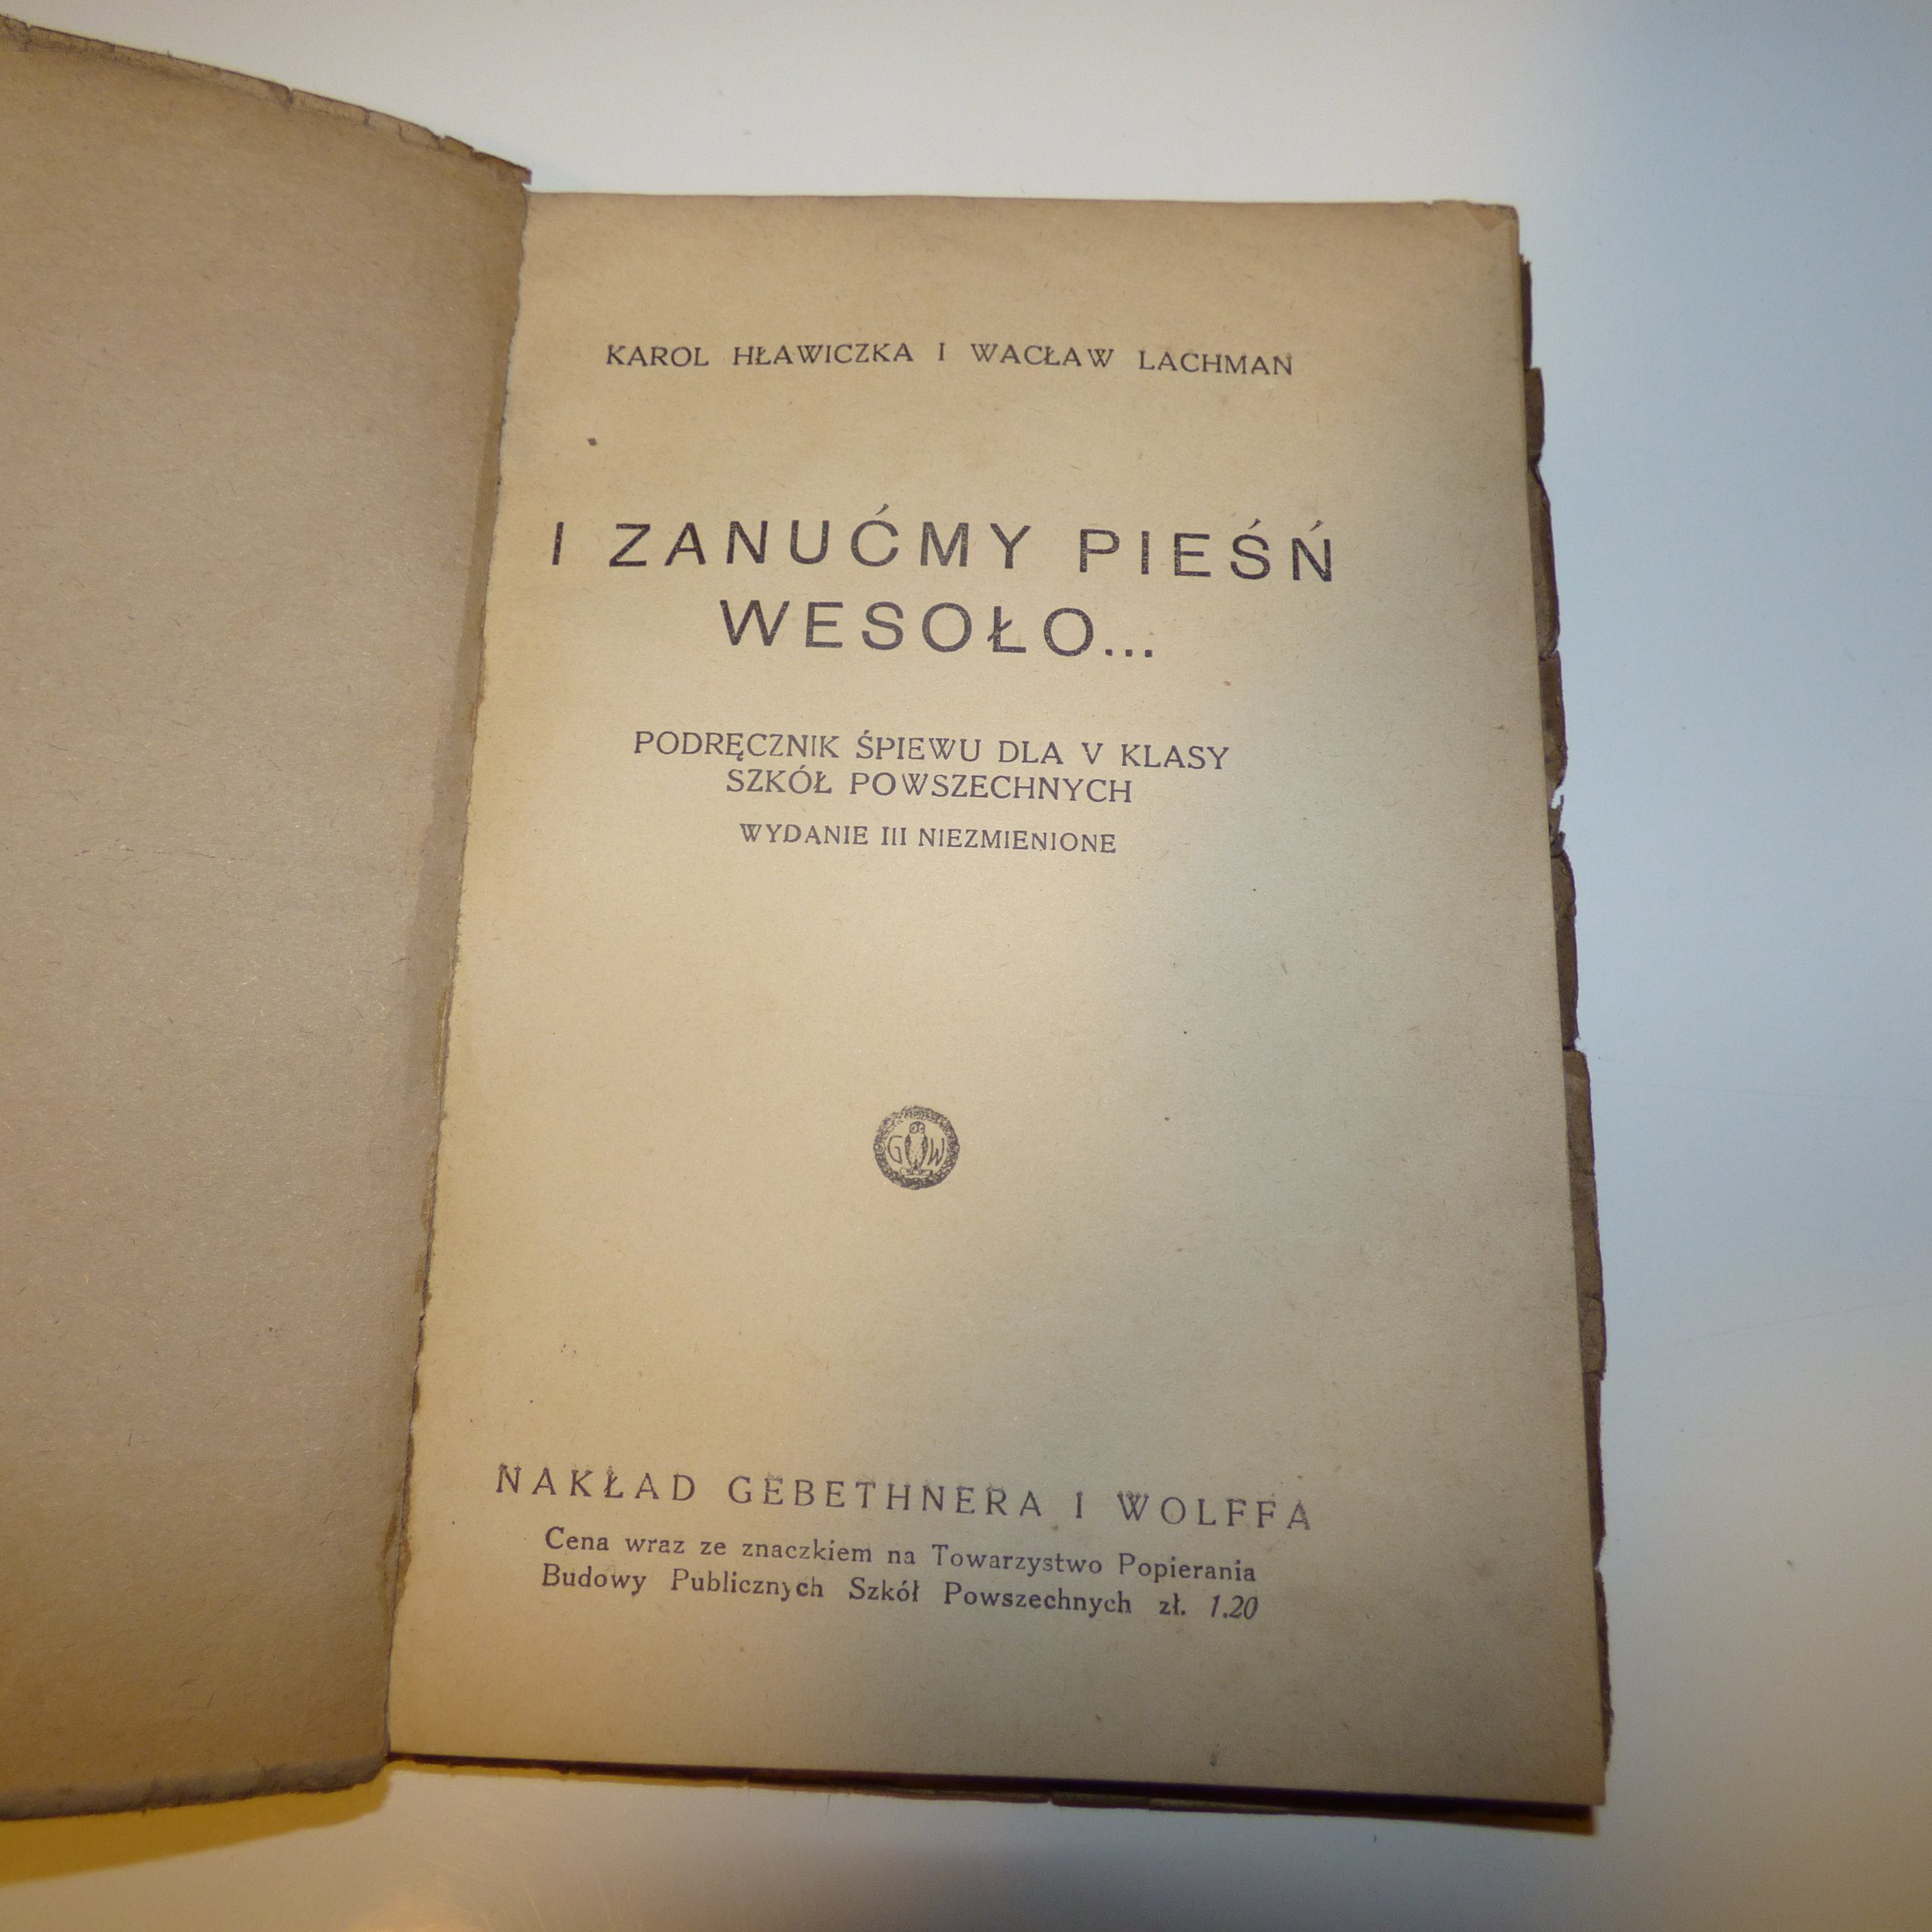 KAROL HŁAWICZKA I WACŁAW LACHMAN
I ZANUĆMY PIEŚŃ
WESOŁO...
PODRĘCZNIK ŚPIEWU DLA V KLASY
SZKÓŁ POWSZECHNYCH
WYDANIE III NIEZMIENIONE
G W
NAKŁAD GEBETHNERA I WOLFFA
Cena wraz ze znaczkiem na Towarzystwo Popierania
Budowy Publicznych Szkół Powszechnych zł. 1.20